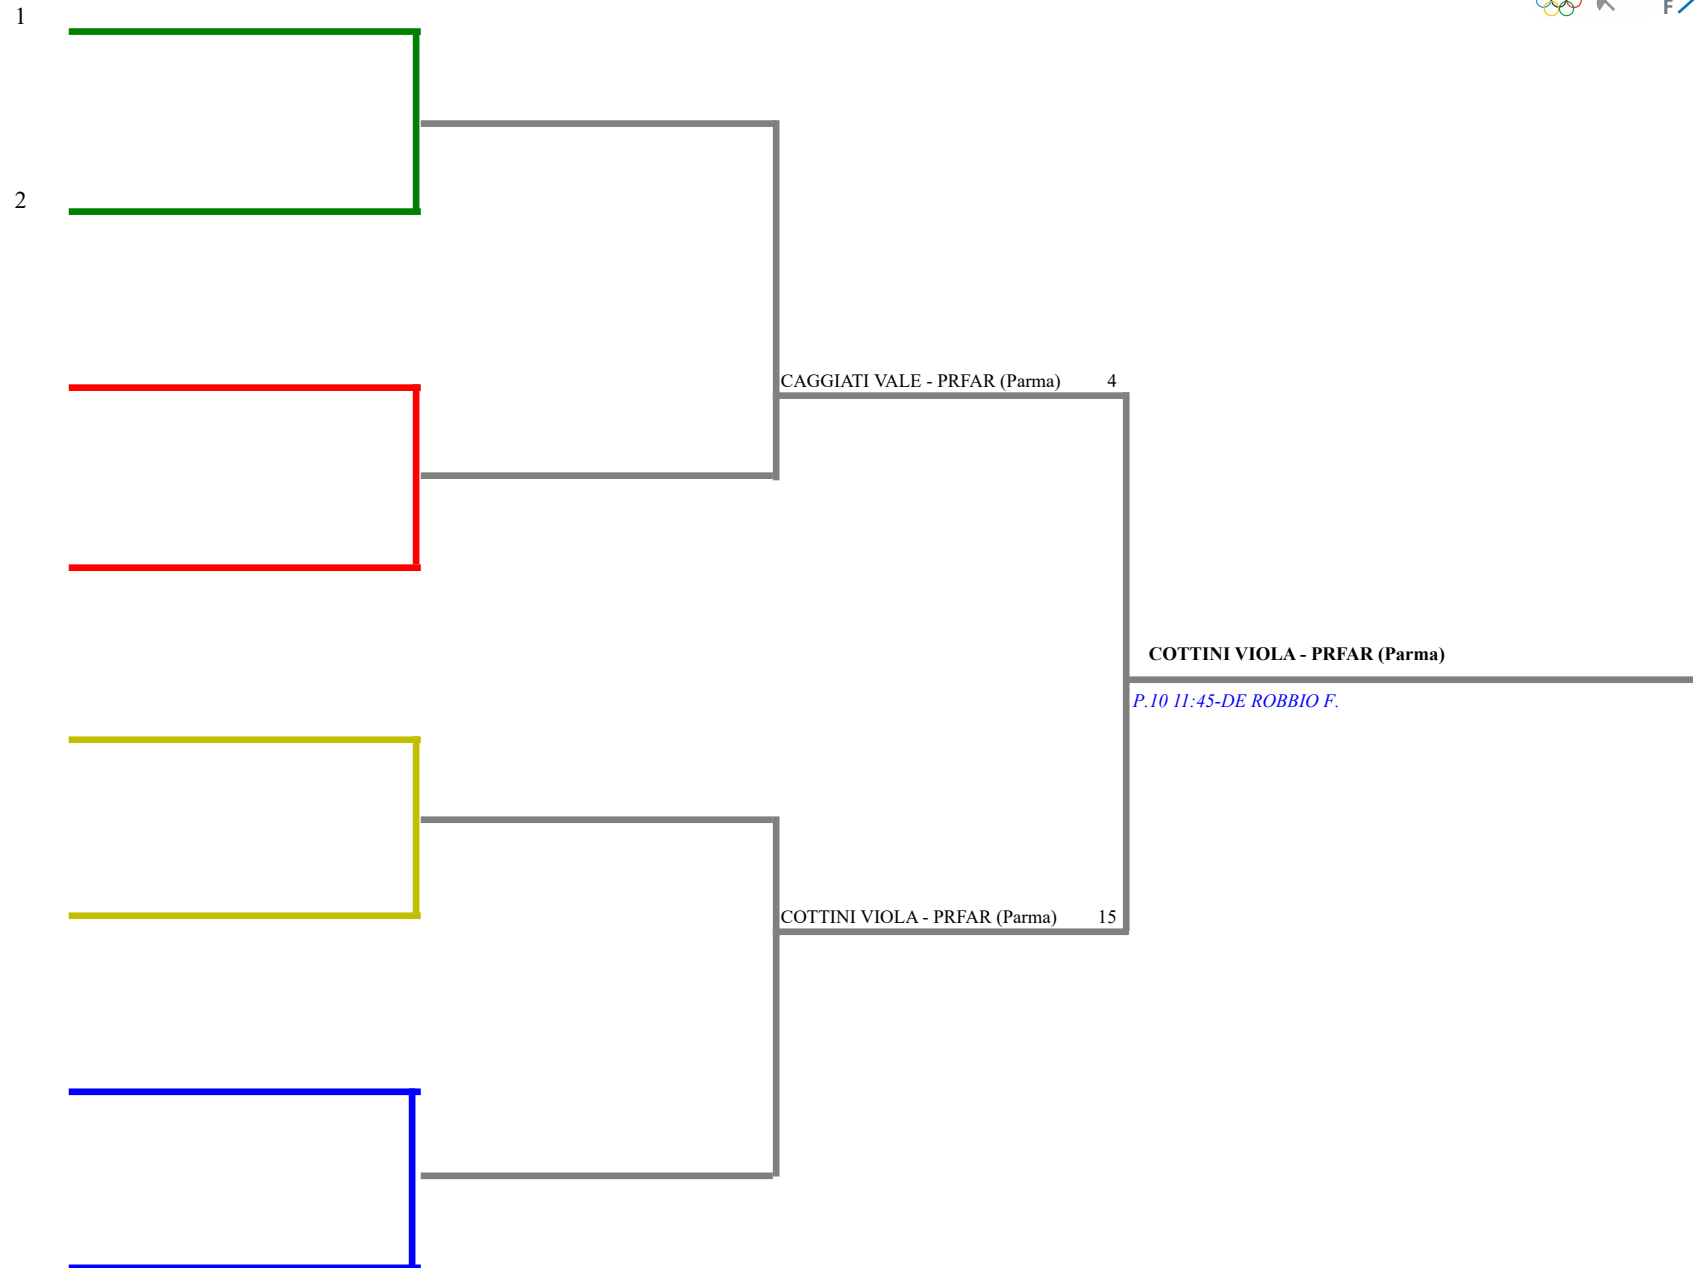 1
F
2
CAGGIATI VALE - PRFAR (Parma) 4
COTTINI VIOLA - PRFAR (Parma)
P.10 11:45-DE ROBBIO F.
COTTINI VIOLA - PRFAR (Parma) 15